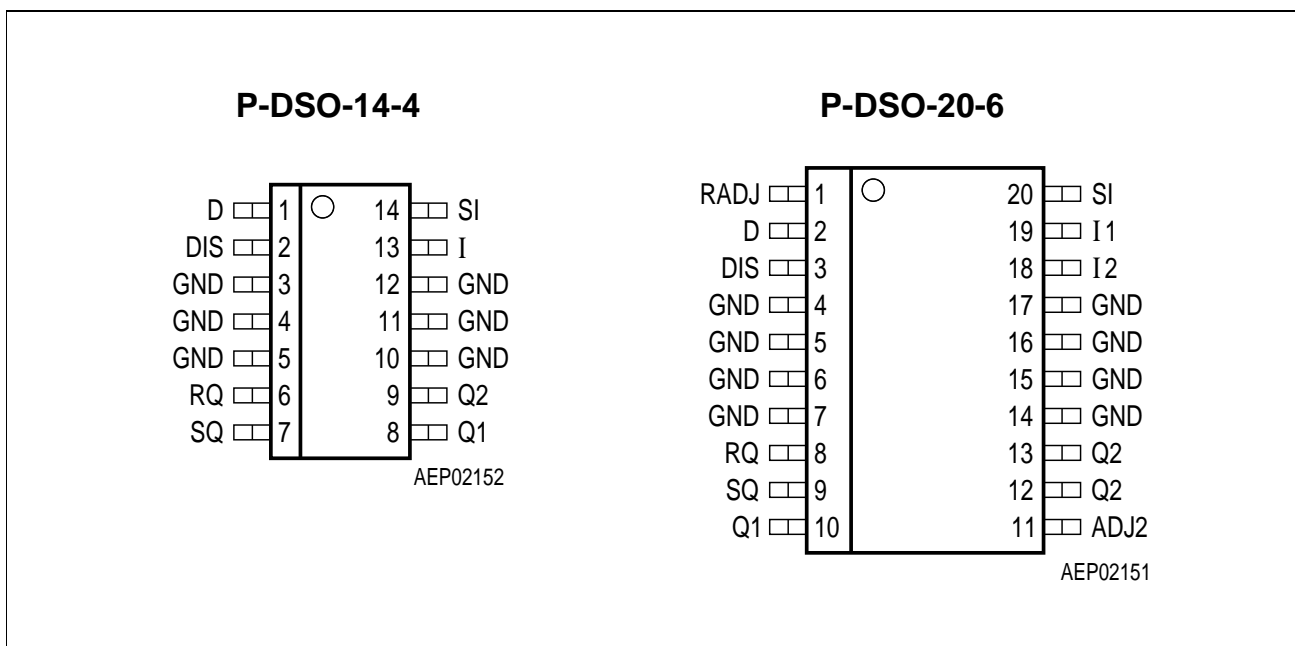 P-DSO-14-4
D 1 14 SI
DIS 2 13 I
GND 3 12 GND
GND 4 11 GND
GND 5 10 GND
RQ 6 9 Q2
SQ 7 8 Q1
AEP02152
P-DSO-20-6
RADJ 1 20 SI
D 2 19 I1
DIS 3 18 I2
GND 4 17 GND
GND 5 16 GND
GND 6 15 GND
GND 7 14 GND
RQ 8 13 Q2
SQ 9 12 Q2
Q1 10 11 ADJ2
AEP02151